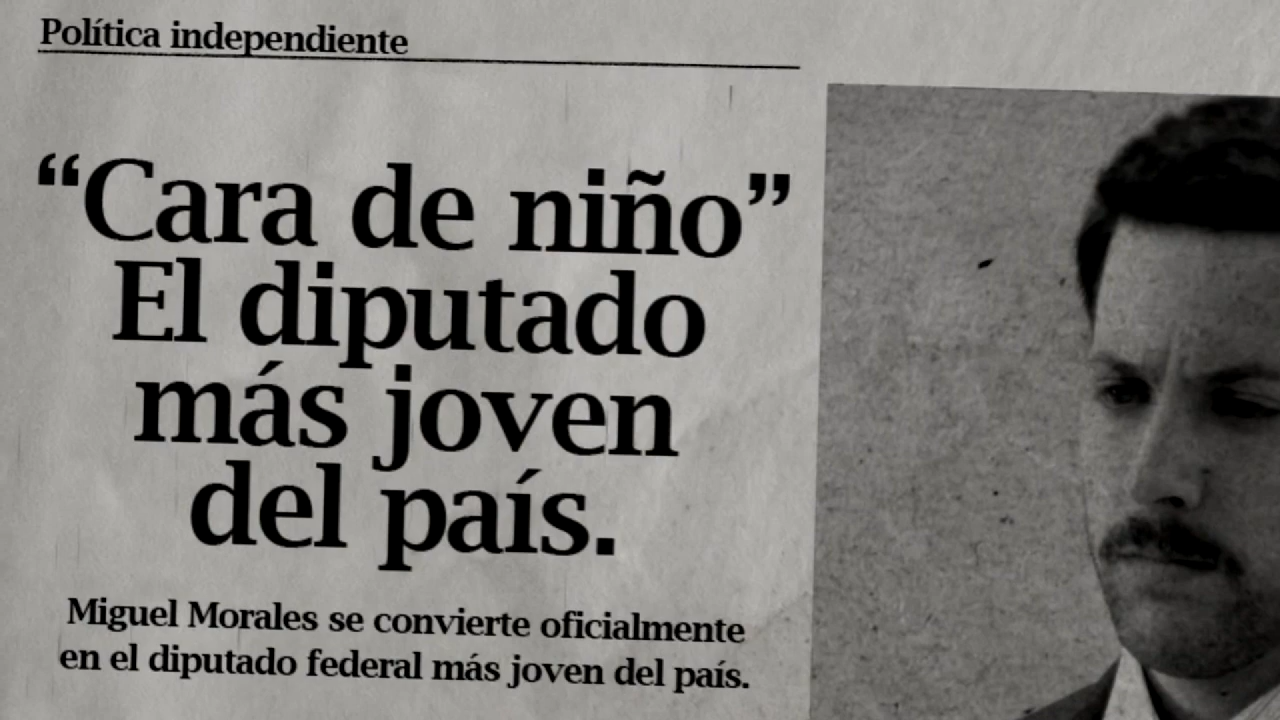 Política independiente
“Cara de niño”
El diputado
más joven
del país.
Miguel Morales se convierte oficialmente
en el diputado federal más joven del país.